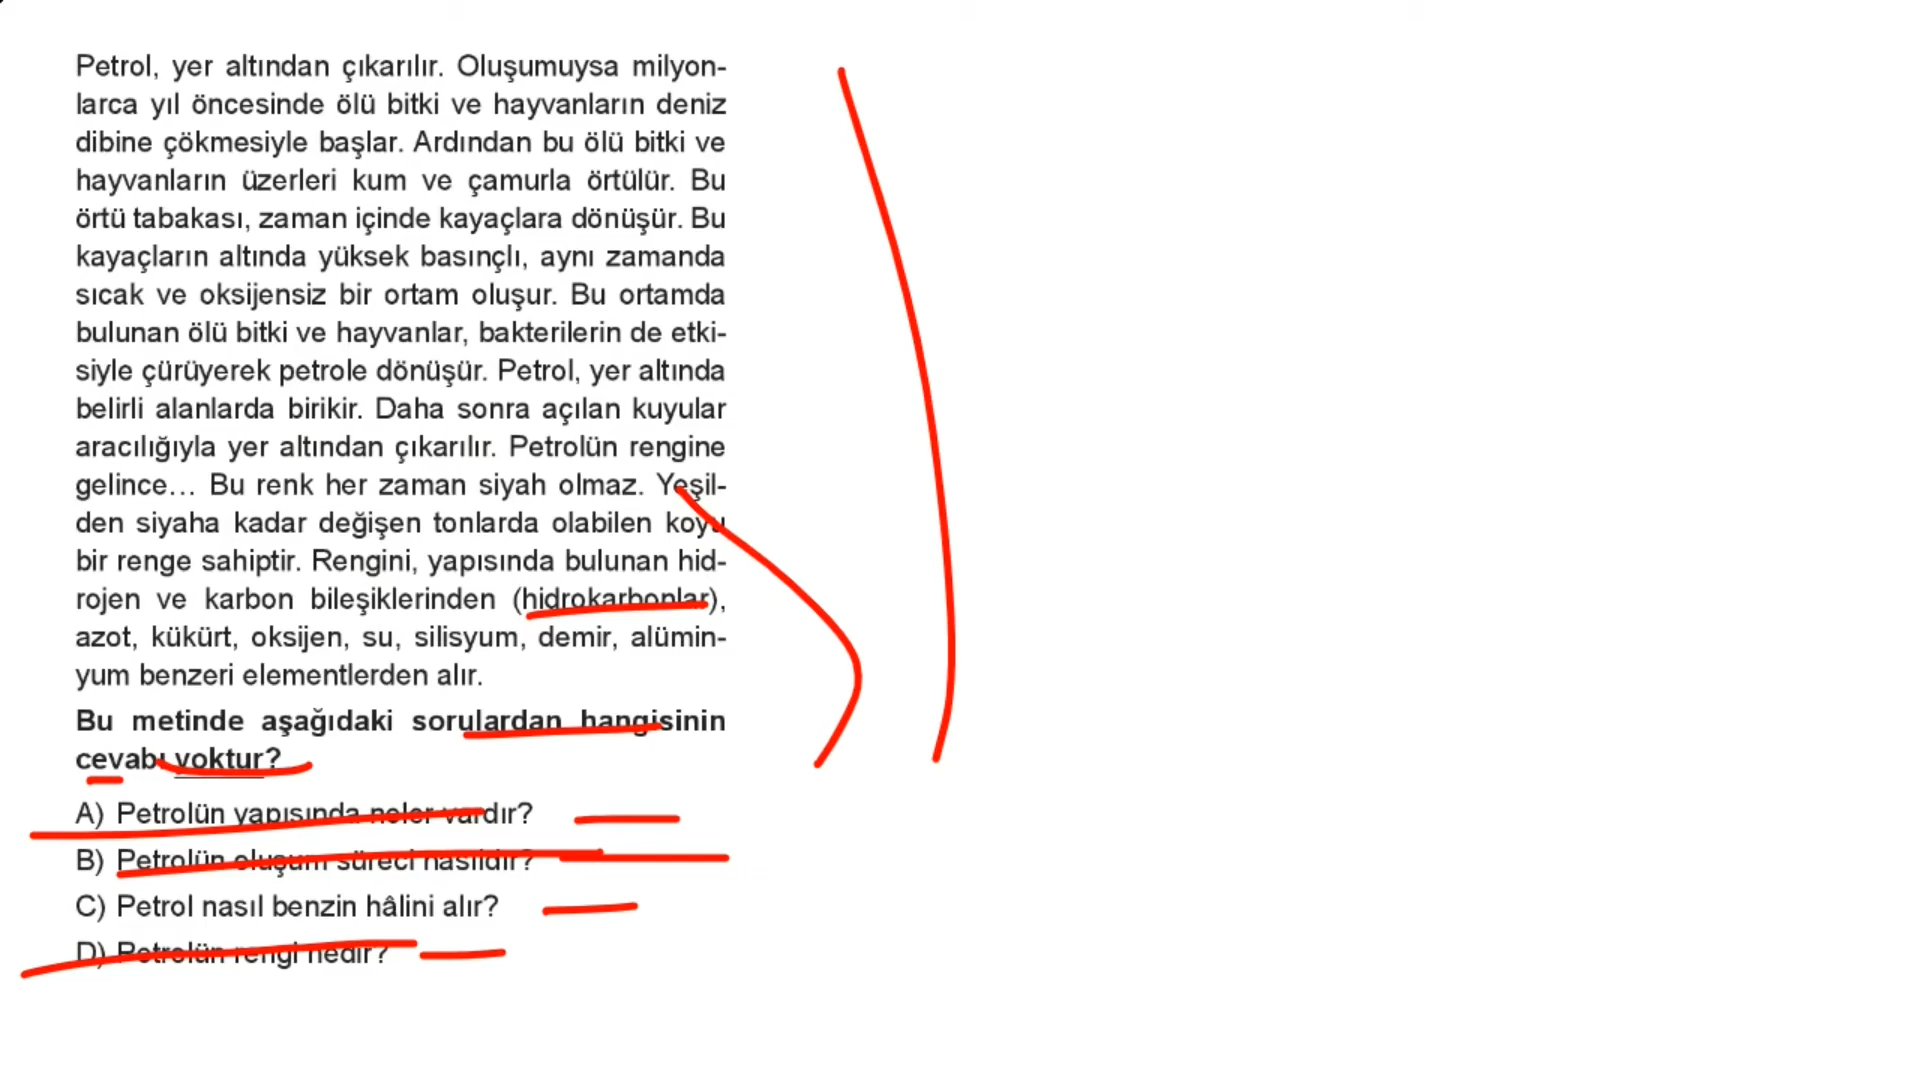 Petrol, yer altından çıkarılır. Oluşumuysa milyon-
larca yıl öncesinde ölü bitki ve hayvanların deniz
dibine çökmesiyle başlar. Ardından bu ölü bitki ve
hayvanların üzerleri kum ve çamurla örtülür. Bu
örtü tabakası, zaman içinde kayaçlara dönüşür. Bu
kayaçların altında yüksek basınçlı, aynı zamanda
sıcak ve oksijensiz bir ortam oluşur. Bu ortamda
bulunan ölü bitki ve hayvanlar, bakterilerin de etki-
siyle çürüyerek petrole dönüşür. Petrol, yer altında
belirli alanlarda birikir. Daha sonra açılan kuyular
aracılığıyla yer altından çıkarılır. Petrolün rengine
gelince… Bu renk her zaman siyah olmaz. Yeşil-
den siyaha kadar değişen tonlarda olabilen koyu
bir renge sahiptir. Rengini, yapısında bulunan hid-
rojen ve karbon bileşiklerinden (hidrokarbonlar),
azot, kükürt, oksijen, su, silisyum, demir, alümin-
yum benzeri elementlerden alır.
Bu metinde aşağıdaki sorulardan hangisinin
cevabı yoktur?
A) Petrolün yapısında neler vardır?
B) Petrolün oluşum süreci nasıldır?
C) Petrol nasıl benzin hâlini alır?
D) Petrolün rengi nedir?